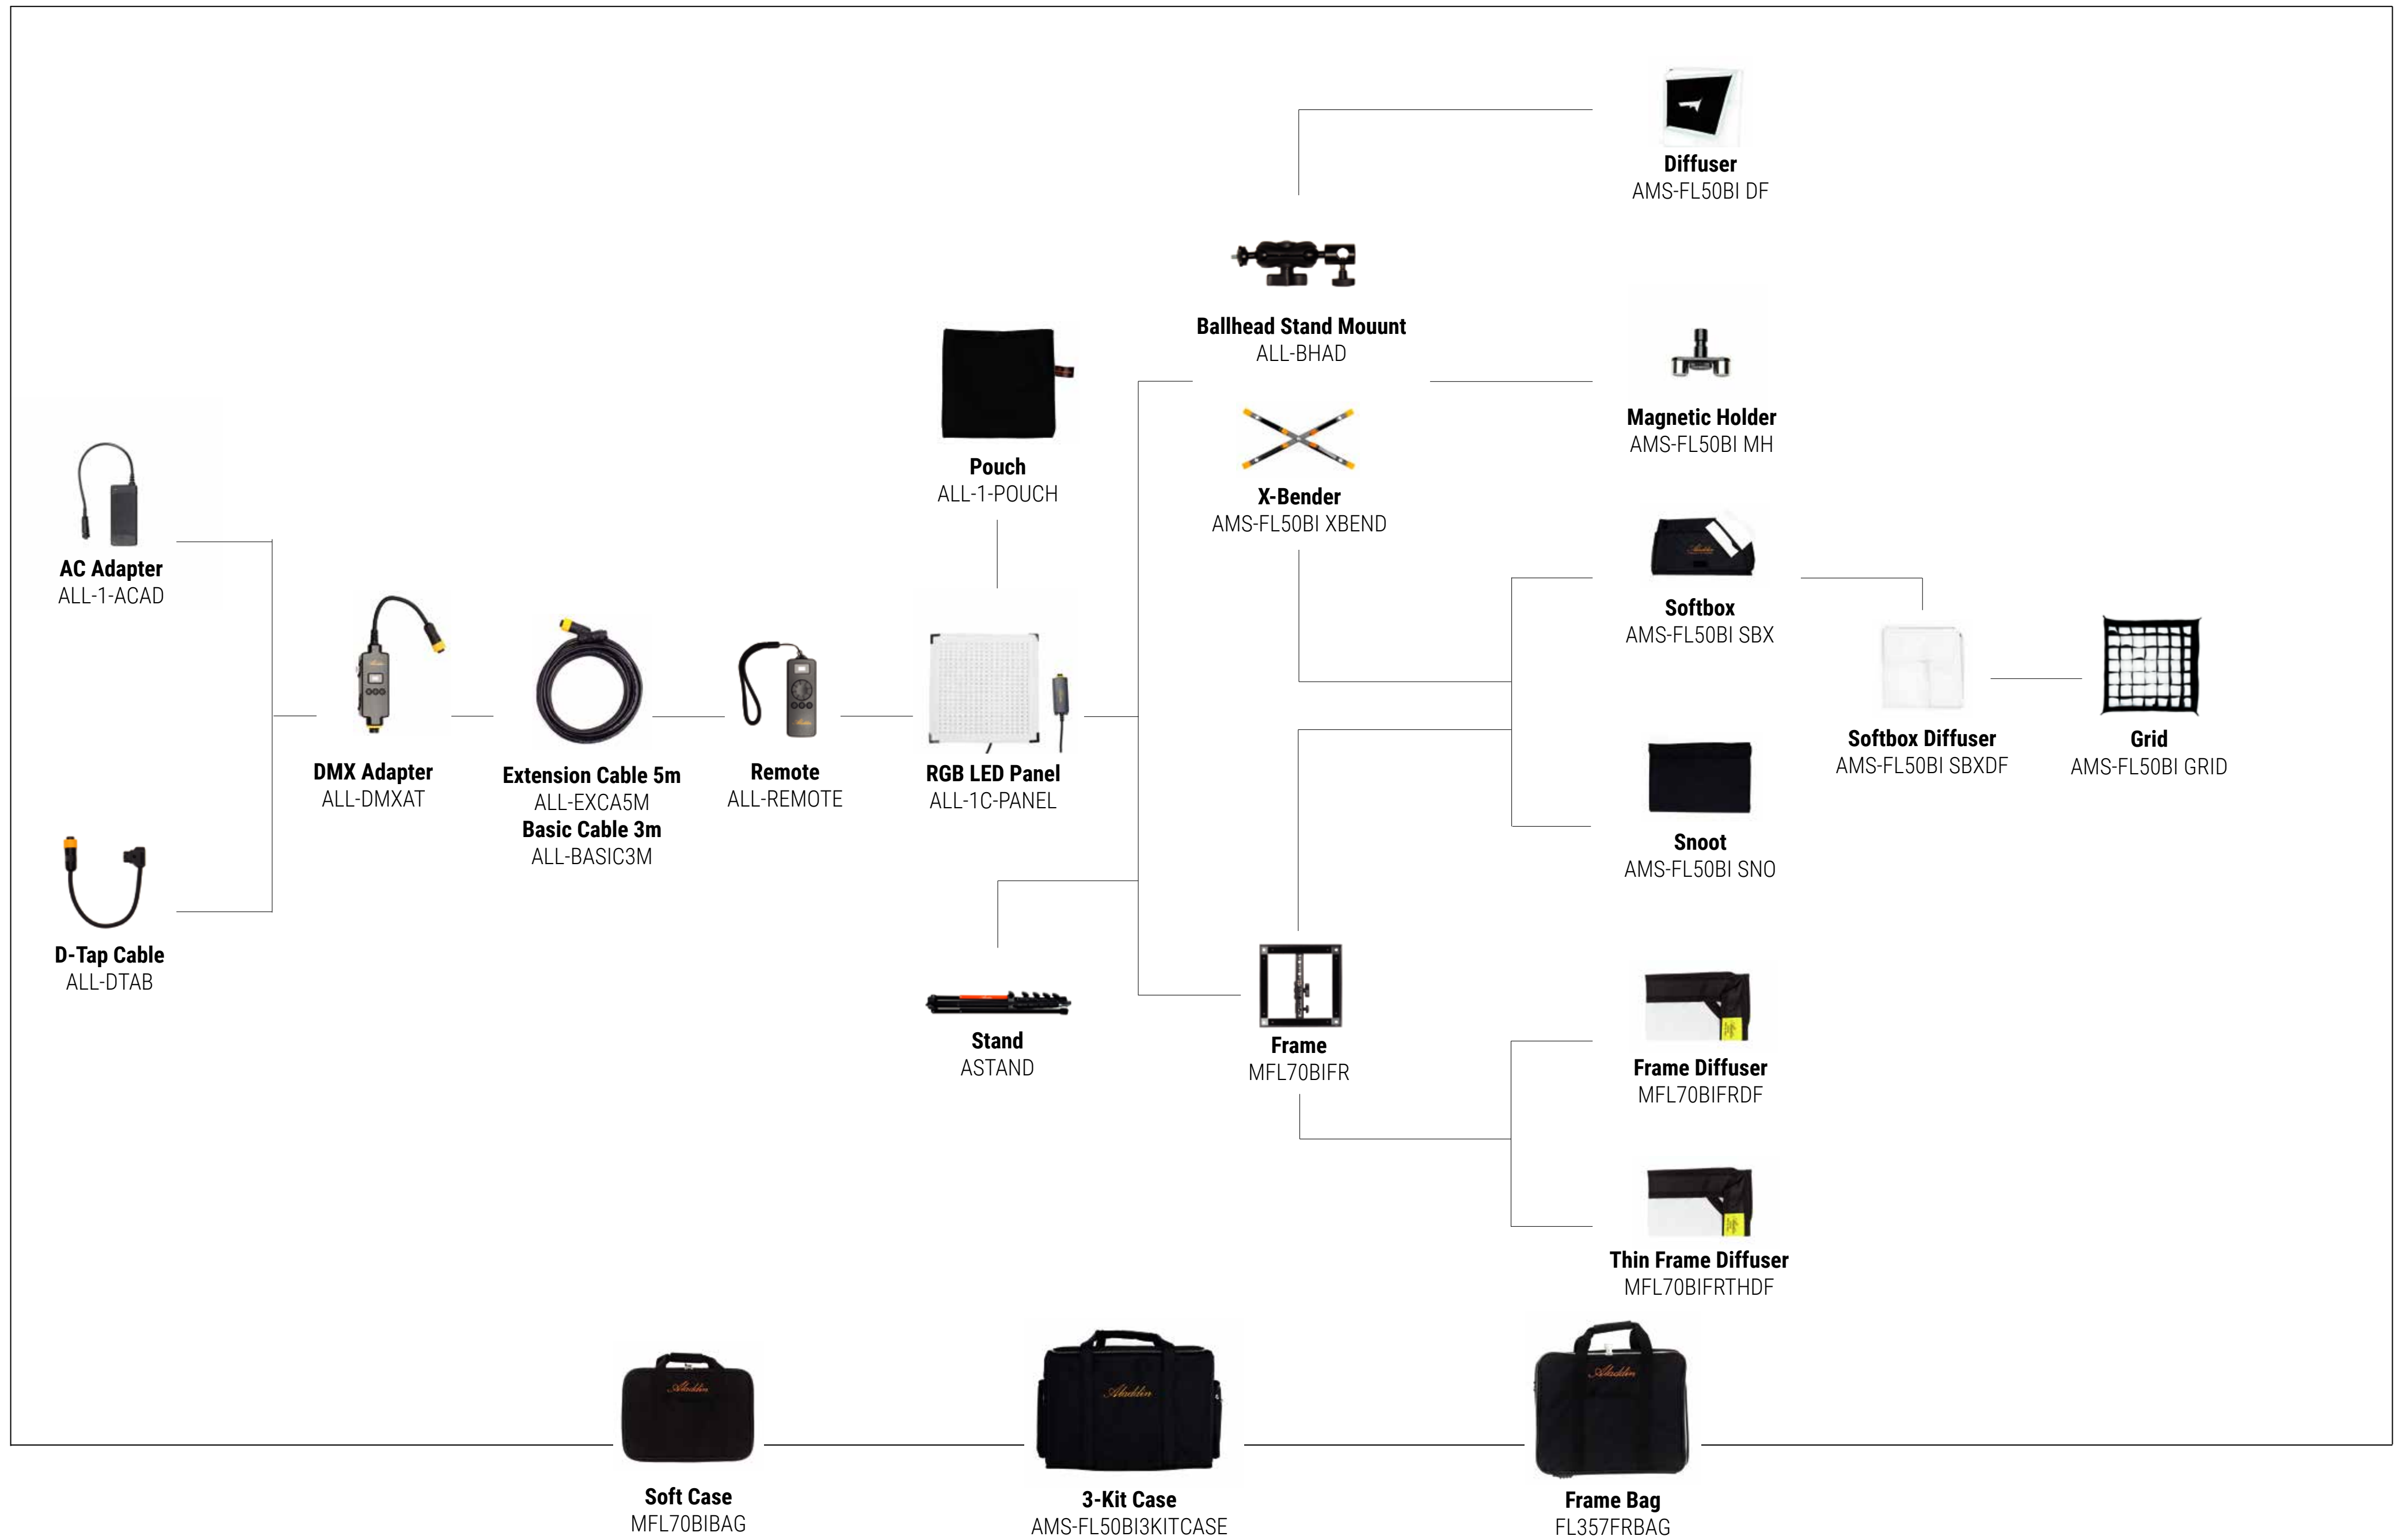 Diffuser
AMS-FL50BI DF
Ballhead Stand Mouunt
ALL-BHAD
Magnetic Holder
AMS-FL50BI MH
Pouch
ALL-1-POUCH
X-Bender
AMS-FL50BI XBEND
AC Adapter
ALL-1-ACAD
Aladdin
Softbox
AMS-FL50BI SBX
DMX Adapter
ALL-DMXAT
Extension Cable 5m
ALL-EXCA5M
Basic Cable 3m
ALL-BASIC3M
Remote
ALL-REMOTE
RGB LED Panel
ALL-1C-PANEL
Softbox Diffuser
AMS-FL50BI SBXDF
Grid
AMS-FL50BI GRID
Snoot
AMS-FL50BI SNO
D-Tap Cable
ALL-DTAB
Stand
ASTAND
Frame
MFL70BIFR
Frame Diffuser
MFL70BIFRDF
Thin Frame Diffuser
MFL70BIFRTHDF
Aladdin
Aladdin
Aladdin
Soft Case
MFL70BIBAG
3-Kit Case
AMS-FL50BI3KITCASE
Frame Bag
FL357FRBAG